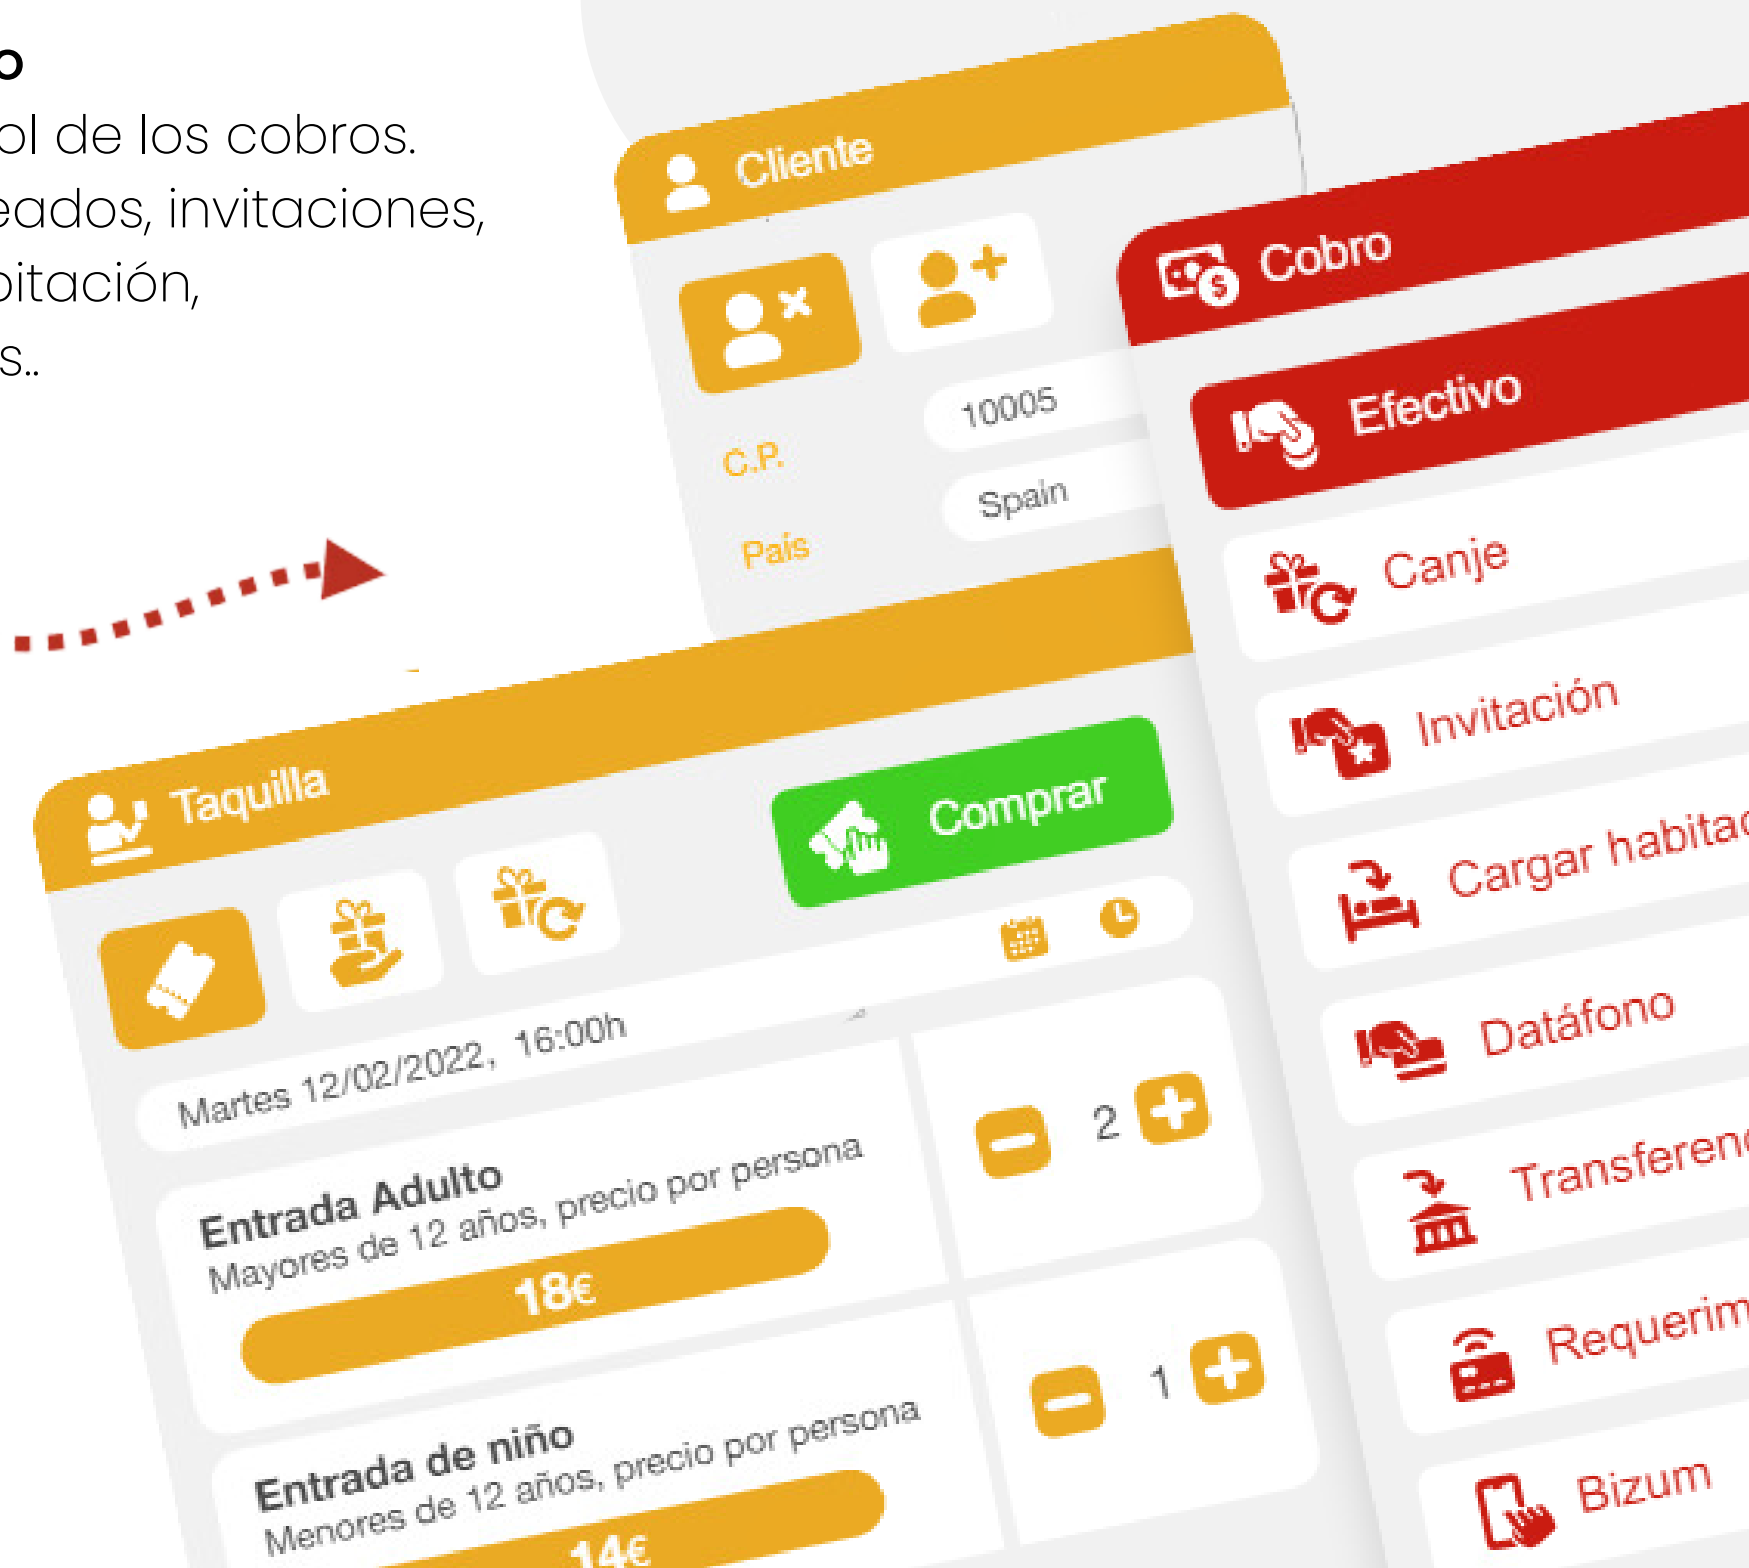 o
ol de los cobros.
eados, invitaciones,
bitación,
s..
Cliente
10005
C.P.
Spain
País
Cobro
Efectivo
Canje
Invitación
Cargar habitac
Datáfono
Transferenc
Requerim
Bizum
Taquilla
Comprar
Martes 12/02/2022, 16:00h
Entrada Adulto
Mayores de 12 años, precio por persona
18€
2
Entrada de niño
Menores de 12 años, precio por persona
14€
1